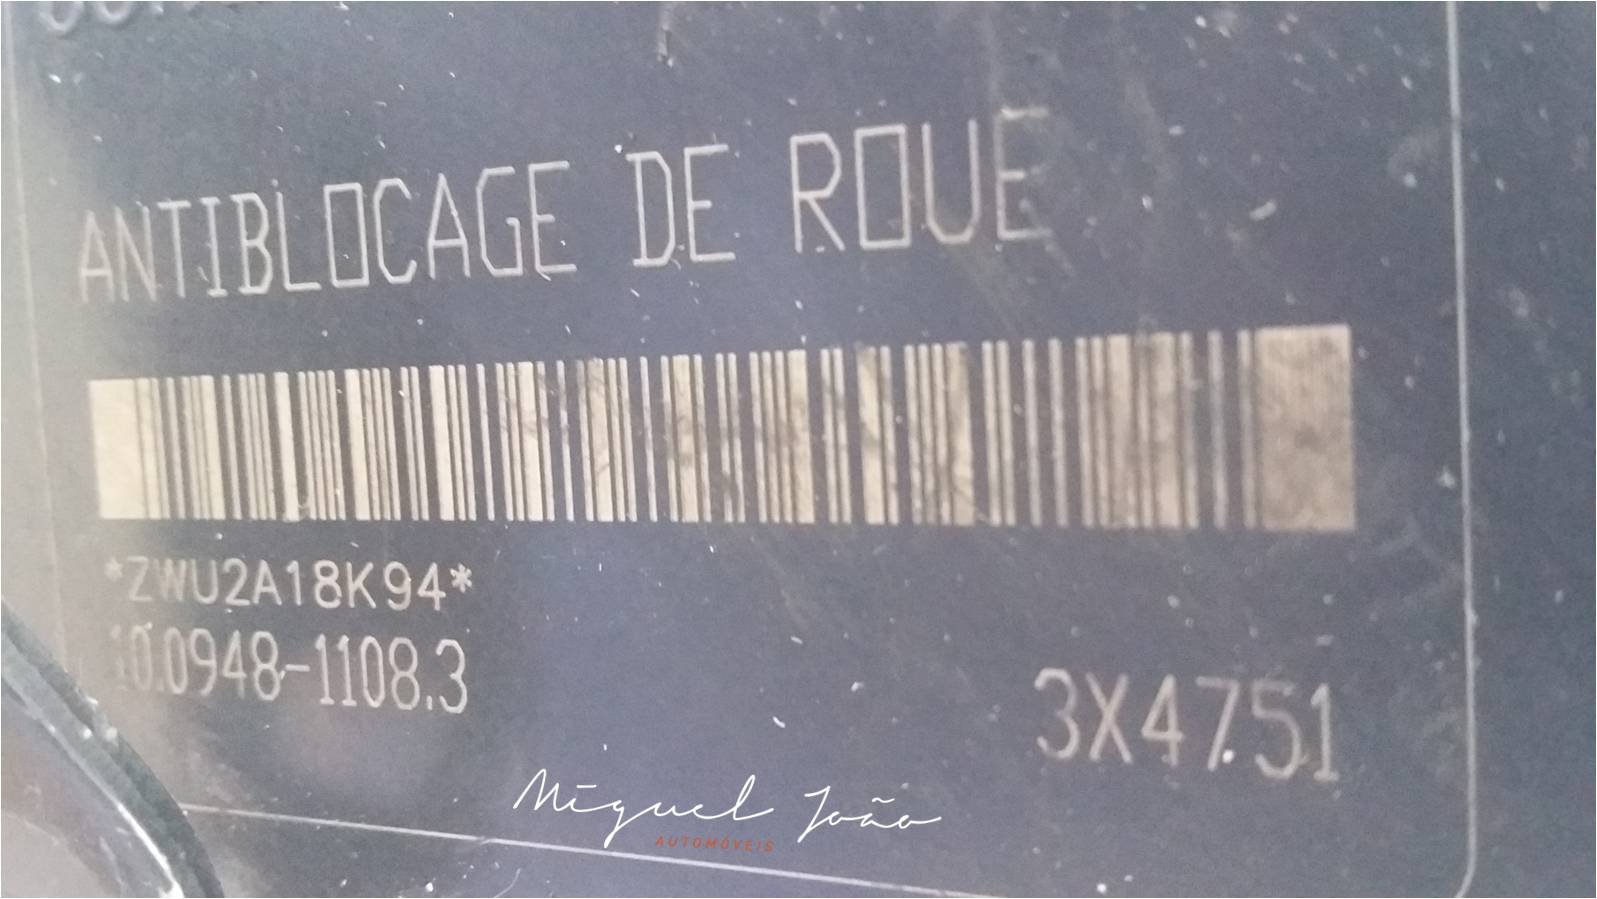 ANTIBLOCAGE DE ROUE
*ZWU2A18K94*
10.0948-1108.3
3X4751
Miguel João
AUTOMÓVEIS